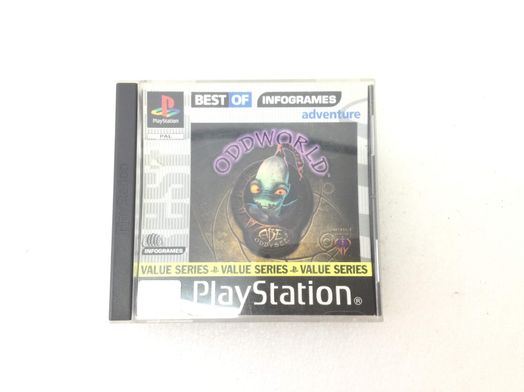 BEST OF INFOGRAMES
adventure
PlayStation
PAL
ODDWORLD
ABE'S
ODDYSEE
INFOGRAMES
VALUE SERIES VALUE SERIES VALUE SERIES
PlayStation®